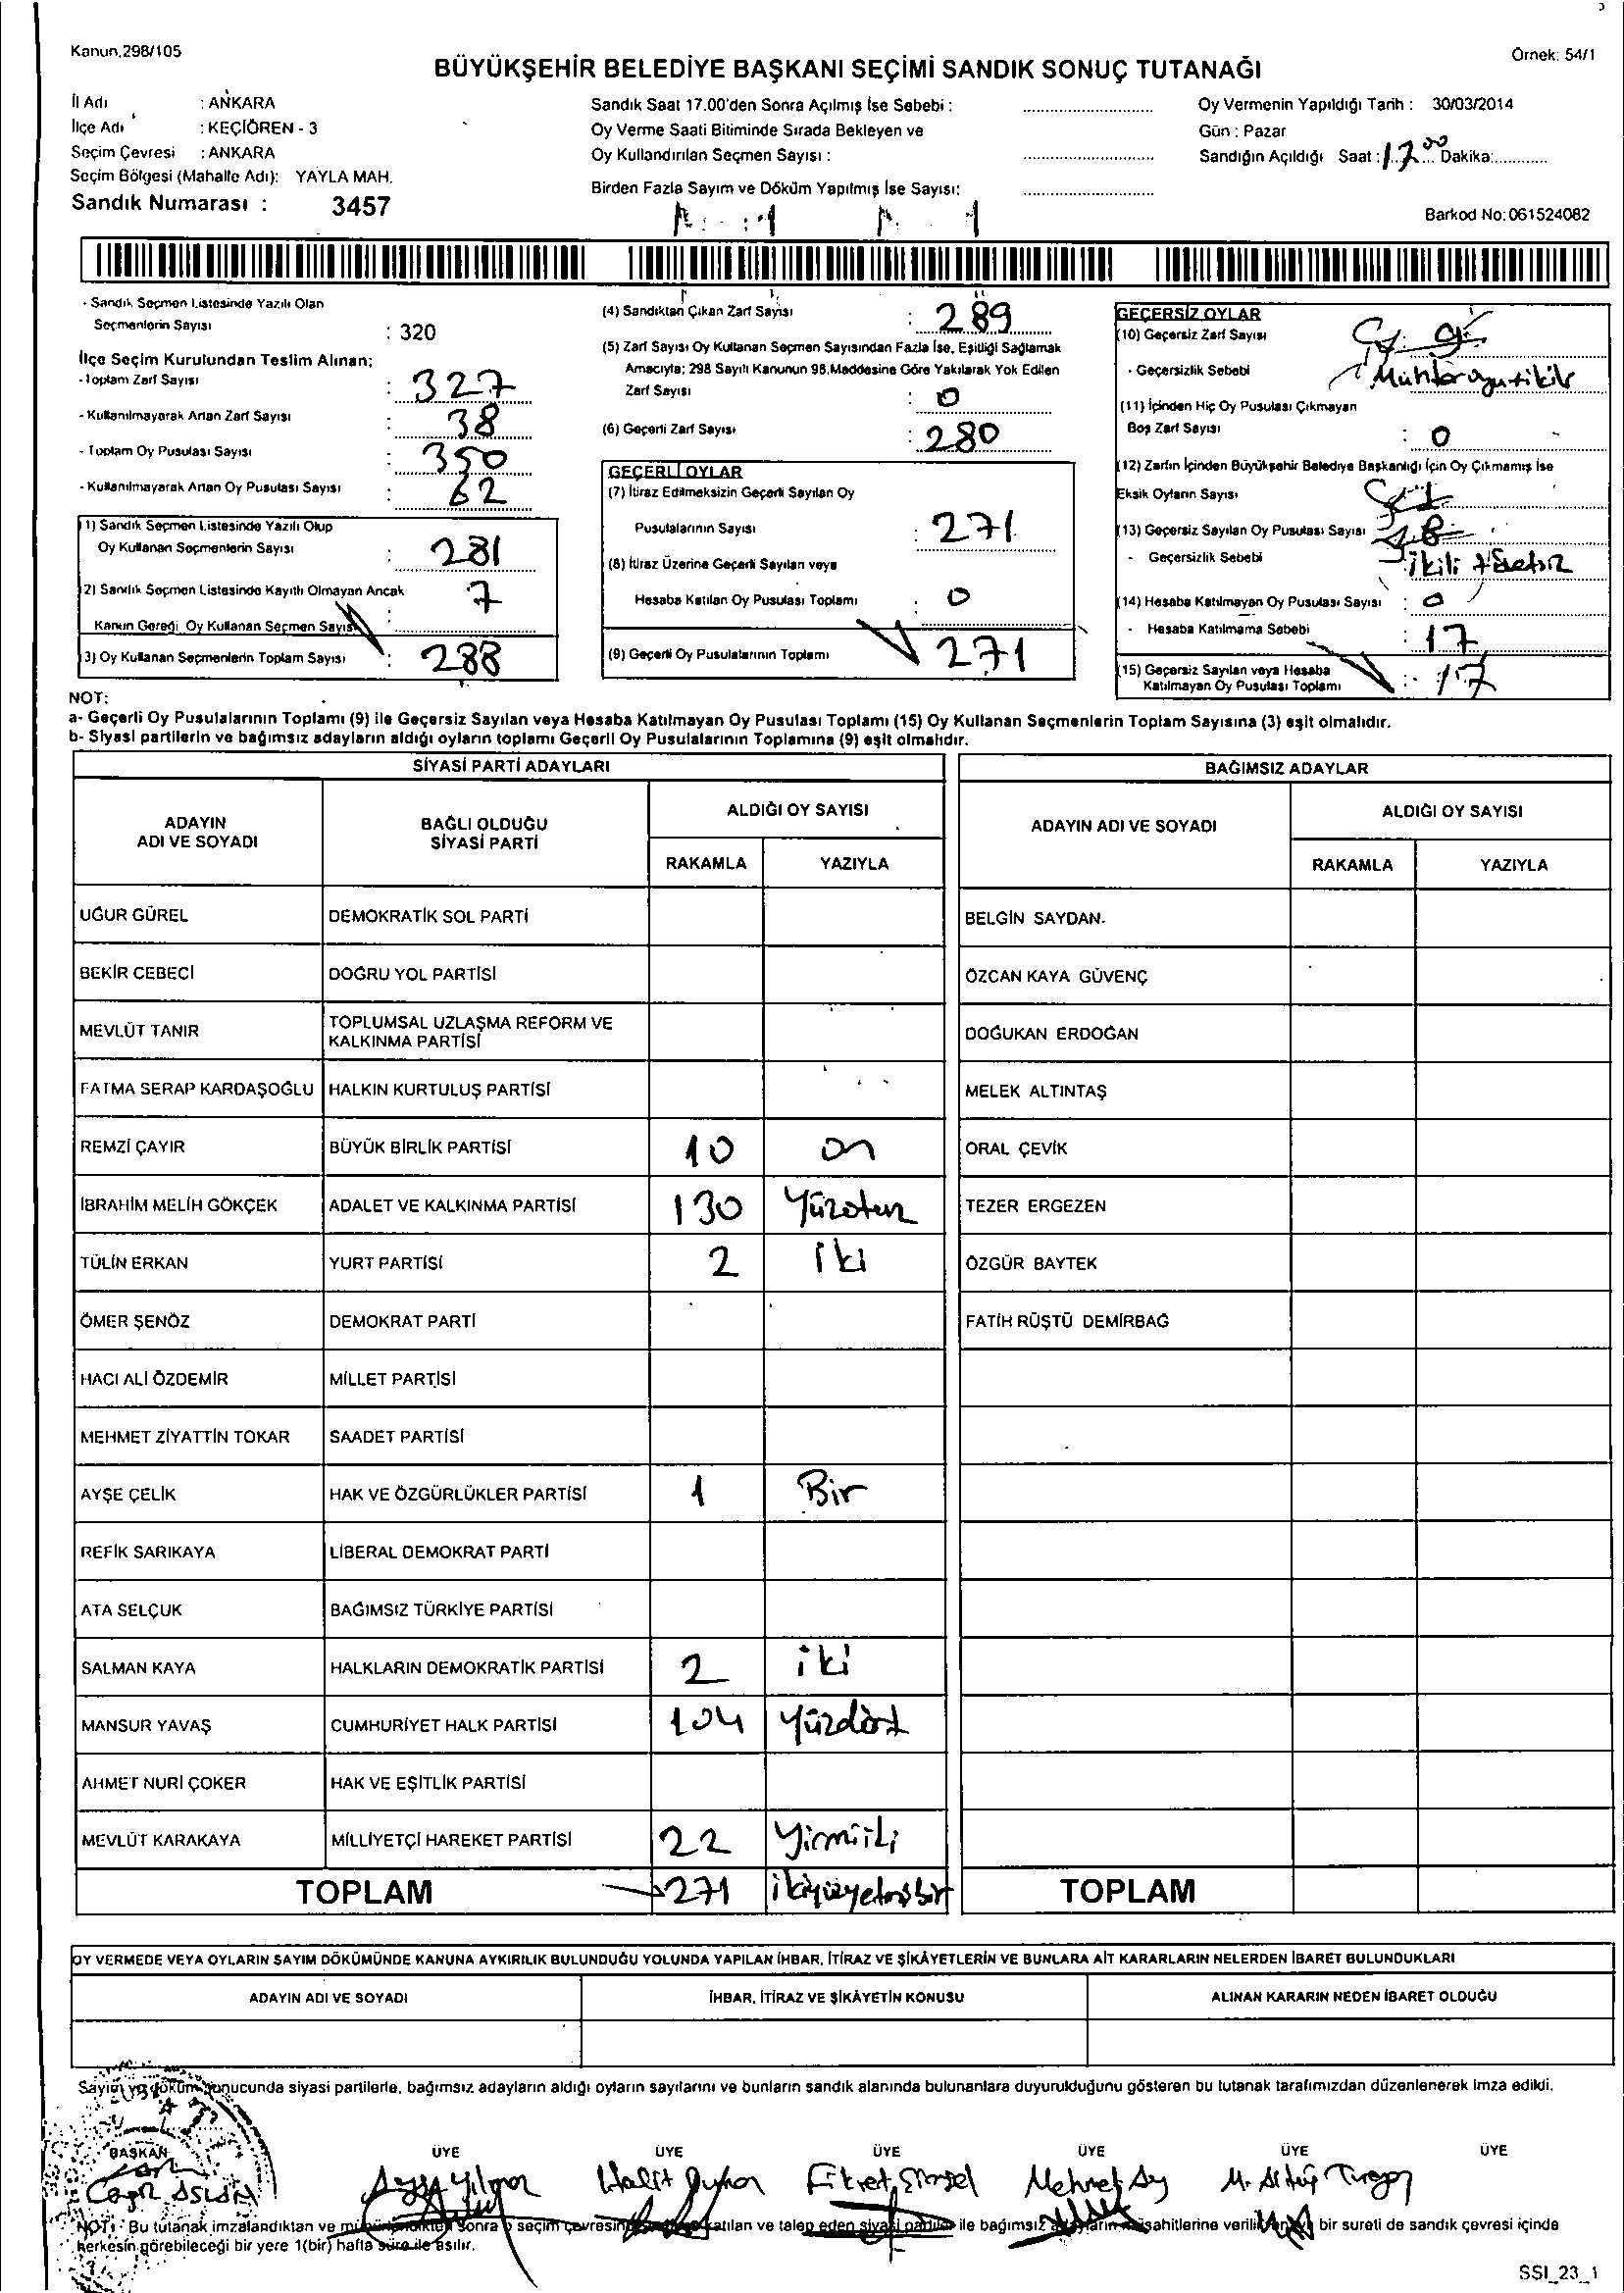 Kanun,298/105
Örnek: 54/1
BÜYÜKŞEHİR BELEDİYE BAŞKANI SEÇİMİ SANDIK SONUÇ TUTANAĞI
İl Adı : ANKARA
İlçe Adı : KEÇİÖREN - 3
Seçim Çevresi : ANKARA
Seçim Bölgesi (Mahalle Adı): YAYLA MAH.
Sandık Numarası : 3457
Sandık Saat 17.00'den Sonra Açılmış İse Sebebi :
Oy Verme Saati Bitiminde Sırada Bekleyen ve
Oy Kullandırılan Seçmen Sayısı :
Birden Fazla Sayım ve Döküm Yapılmış İse Sayısı:
Oy Vermenin Yapıldığı Tarih : 30/03/2014
Gün : Pazar
Sandığın Açıldığı Saat : 17.00 Dakika:
Barkod No: 061524082
- Sandık Seçmen Listesinde Yazılı Olan
Seçmenlerin Sayısı : 320
İlçe Seçim Kurulundan Teslim Alınan;
- Toplam Zarf Sayısı : 327
- Kullanılmayarak Artan Zarf Sayısı : 38
- Toplam Oy Pusulası Sayısı : 350
- Kullanılmayarak Artan Oy Pusulası Sayısı : 62
1) Sandık Seçmen Listesinde Yazılı Olup
Oy Kullanan Seçmenlerin Sayısı : 281
2) Sandık Seçmen Listesinde Kayıtlı Olmayan Ancak
Kanun Gereği Oy Kullanan Seçmen Sayısı 7
3) Oy Kullanan Seçmenlerin Toplam Sayısı : 288
(4) Sandıktan Çıkan Zarf Sayısı : 289
(5) Zarf Sayısı Oy Kullanan Seçmen Sayısından Fazla İse, Eşitliği Sağlamak
Amacıyla; 298 Sayılı Kanunun 98.Maddesine Göre Yakılarak Yok Edilen
Zarf Sayısı : 0
(6) Geçerli Zarf Sayısı : 280
GEÇERLİ OYLAR
(7) İtiraz Edilmeksizin Geçerli Sayılan Oy
Pusulalarının Sayısı : 271
(8) İtiraz Üzerine Geçerli Sayılan veya
Hesaba Katılan Oy Pusulası Toplamı : 0
(9) Geçerli Oy Pusulalarının Toplamı 271
GEÇERSİZ OYLAR
(10) Geçersiz Zarf Sayısı
- Geçersizlik Sebebi
(11) İçinden Hiç Oy Pusulası Çıkmayan
Boş Zarf Sayısı : 0
(12) Zarfın İçinden Büyükşehir Belediye Başkanlığı İçin Oy Çıkmamış İse
Eksik Oyların Sayısı
(13) Geçersiz Sayılan Oy Pusulası Sayısı
- Geçersizlik Sebebi ikili
(14) Hesaba Katılmayan Oy Pusulası Sayısı : 0
- Hesaba Katılmama Sebebi : 17
(15) Geçersiz Sayılan veya Hesaba
Katılmayan Oy Pusulası Toplamı : 17
NOT:
a- Geçerli Oy Pusulalarının Toplamı (9) ile Geçersiz Sayılan veya Hesaba Katılmayan Oy Pusulası Toplamı (15) Oy Kullanan Seçmenlerin Toplam Sayısına (3) eşit olmalıdır.
b- Siyasi partilerin ve bağımsız adayların aldığı oyların toplamı Geçerli Oy Pusulalarının Toplamına (9) eşit olmalıdır.
SİYASİ PARTİ ADAYLARI
BAĞIMSIZ ADAYLAR
ADAYIN ADI VE SOYADI
BAĞLI OLDUĞU SİYASİ PARTİ
ALDIĞI OY SAYISI
RAKAMLA YAZIYLA
ADAYIN ADI VE SOYADI
ALDIĞI OY SAYISI
RAKAMLA YAZIYLA
UĞUR GÜREL DEMOKRATİK SOL PARTİ BELGİN SAYDAN
BEKİR CEBECİ DOĞRU YOL PARTİSİ ÖZCAN KAYA GÜVENÇ
MEVLÜT TANIR TOPLUMSAL UZLAŞMA REFORM VE KALKINMA PARTİSİ DOĞUKAN ERDOĞAN
FATMA SERAP KARDAŞOĞLU HALKIN KURTULUŞ PARTİSİ MELEK ALTINTAŞ
REMZİ ÇAYIR BÜYÜK BİRLİK PARTİSİ 10 on ORAL ÇEVİK
İBRAHİM MELİH GÖKÇEK ADALET VE KALKINMA PARTİSİ 130 Yüzotuz TEZER ERGEZEN
TÜLİN ERKAN YURT PARTİSİ 2 iki ÖZGÜR BAYTEK
ÖMER ŞENÖZ DEMOKRAT PARTİ FATİH RÜŞTÜ DEMİRBAĞ
HACI ALİ ÖZDEMİR MİLLET PARTİSİ
MEHMET ZİYATTİN TOKAR SAADET PARTİSİ
AYŞE ÇELİK HAK VE ÖZGÜRLÜKLER PARTİSİ 1 Bir
REFİK SARIKAYA LİBERAL DEMOKRAT PARTİ
ATA SELÇUK BAĞIMSIZ TÜRKİYE PARTİSİ
SALMAN KAYA HALKLARIN DEMOKRATİK PARTİSİ 2 iki
MANSUR YAVAŞ CUMHURİYET HALK PARTİSİ 104 Yüzdört
AHMET NURİ ÇOKER HAK VE EŞİTLİK PARTİSİ
MEVLÜT KARAKAYA MİLLİYETÇİ HAREKET PARTİSİ 22 Yirmiiki
TOPLAM 271 ikiyüzyetmişbir TOPLAM
OY VERMEDE VEYA OYLARIN SAYIM DÖKÜMÜNDE KANUNA AYKIRILIK BULUNDUĞU YOLUNDA YAPILAN İHBAR, İTİRAZ VE ŞİKÂYETLERİN VE BUNLARA AİT KARARLARIN NELERDEN İBARET BULUNDUKLARI
ADAYIN ADI VE SOYADI İHBAR, İTİRAZ VE ŞİKÂYETİN KONUSU ALINAN KARARIN NEDEN İBARET OLDUĞU
Sayım ve döküm sonucunda siyasi partilerle, bağımsız adayların aldığı oyların sayılarını ve bunların sandık alanında bulunanlara duyurulduğunu gösteren bu tutanak tarafımızdan düzenlenerek imza edildi.
BAŞKAN ÜYE ÜYE ÜYE ÜYE ÜYE ÜYE
ASLAN Ayşe Yılmaz Halit Fikret Şimşel Mehmet Ay M.
NOT: Bu tutanak imzalandıktan ve sonra seçim çevresinde katılan ve talep eden siyasi partiler ile bağımsız adayların müşahitlerine verilir bir sureti de sandık çevresi içinde
herkesin görebileceği bir yere 1(bir) hafta süre ile asılır.
SSI_23_1